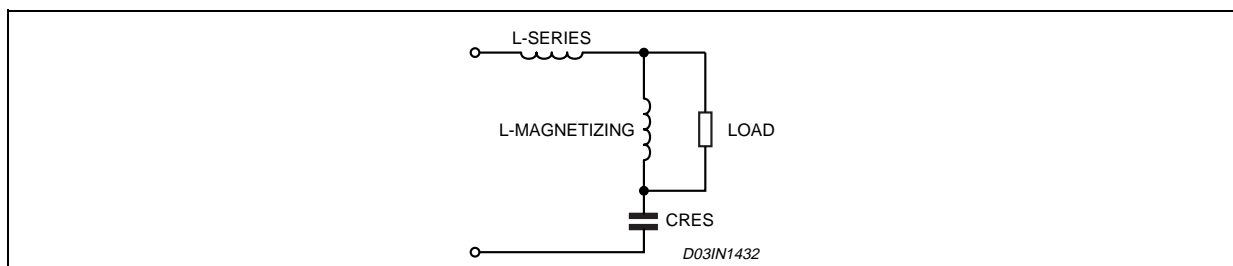 L-SERIES
L-MAGNETIZING
LOAD
CRES
D03IN1432